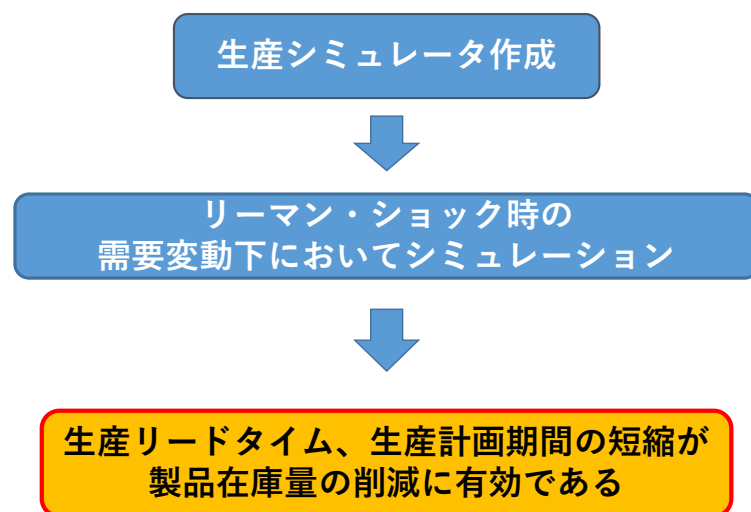 生産シミュレータ作成
リーマン・ショック時の
需要変動下においてシミュレーション
生産リードタイム、生産計画期間の短縮が
製品在庫量の削減に有効である